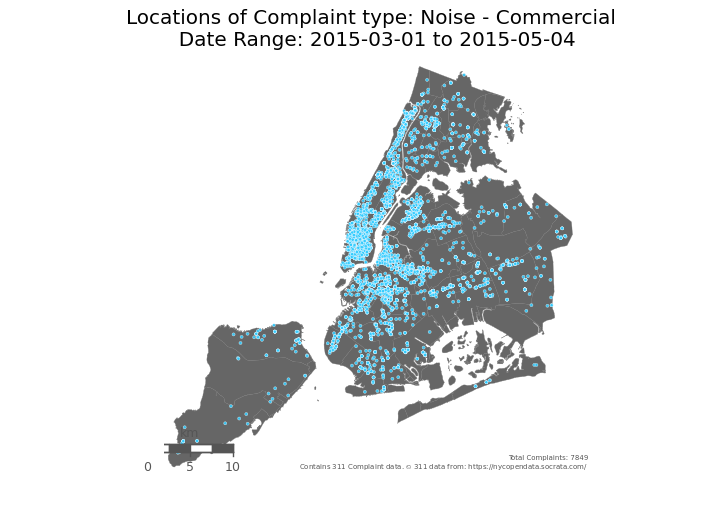 Locations of Complaint type: Noise - Commercial
Date Range: 2015-03-01 to 2015-05-04
km
0 5 10
Total Complaints: 7849
Contains 311 Complaint data. © 311 data from: https://nycopendata.socrata.com/